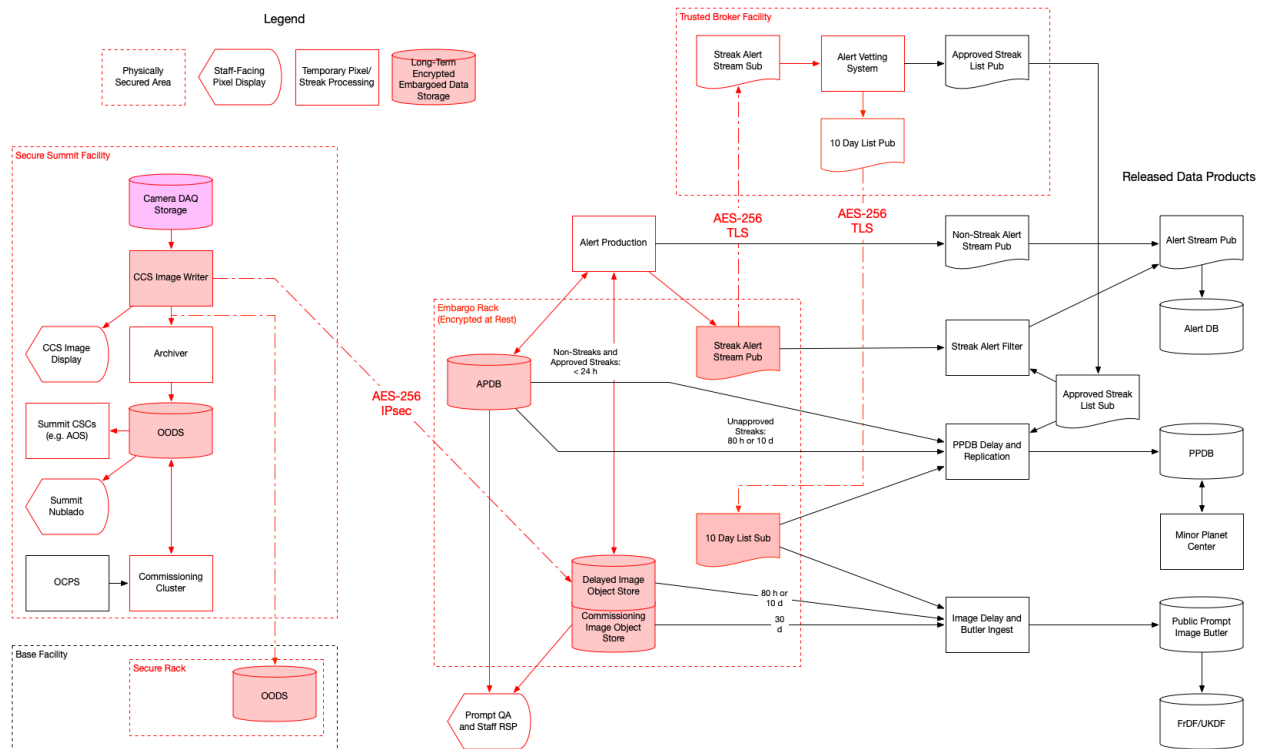 Legend
Physically
Secured Area
Staff-Facing
Pixel Display
Temporary Pixel/
Streak Processing
Long-Term
Encrypted
Embargoed Data
Storage
Trusted Broker Facility
Streak Alert
Stream Sub
Alert Vetting
System
Approved Streak
List Pub
10 Day List Pub
Secure Summit Facility
Camera DAQ
Storage
CCS Image Writer
CCS Image
Display
Archiver
Summit CSCs
(e.g. AOS)
OODS
Summit
Nublado
OCPS
Commissioning
Cluster
Base Facility
Secure Rack
OODS
AES-256
IPsec
AES-256
TLS
AES-256
TLS
Alert Production
Embargo Rack
(Encrypted at Rest)
APDB
Non-Streaks and
Approved Streaks:
< 24 h
Streak Alert
Stream Pub
Unapproved
Streaks:
80 h or 10 d
10 Day List Sub
Delayed Image
Object Store
Commissioning
Image Object
Store
80 h or
10 d
30
d
Prompt QA
and Staff RSP
Released Data Products
Non-Streak Alert
Stream Pub
Alert Stream Pub
Alert DB
Streak Alert Filter
Approved Streak
List Sub
PPDB Delay and
Replication
PPDB
Minor Planet
Center
Image Delay and
Butler Ingest
Public Prompt
Image Butler
FrDF/UKDF